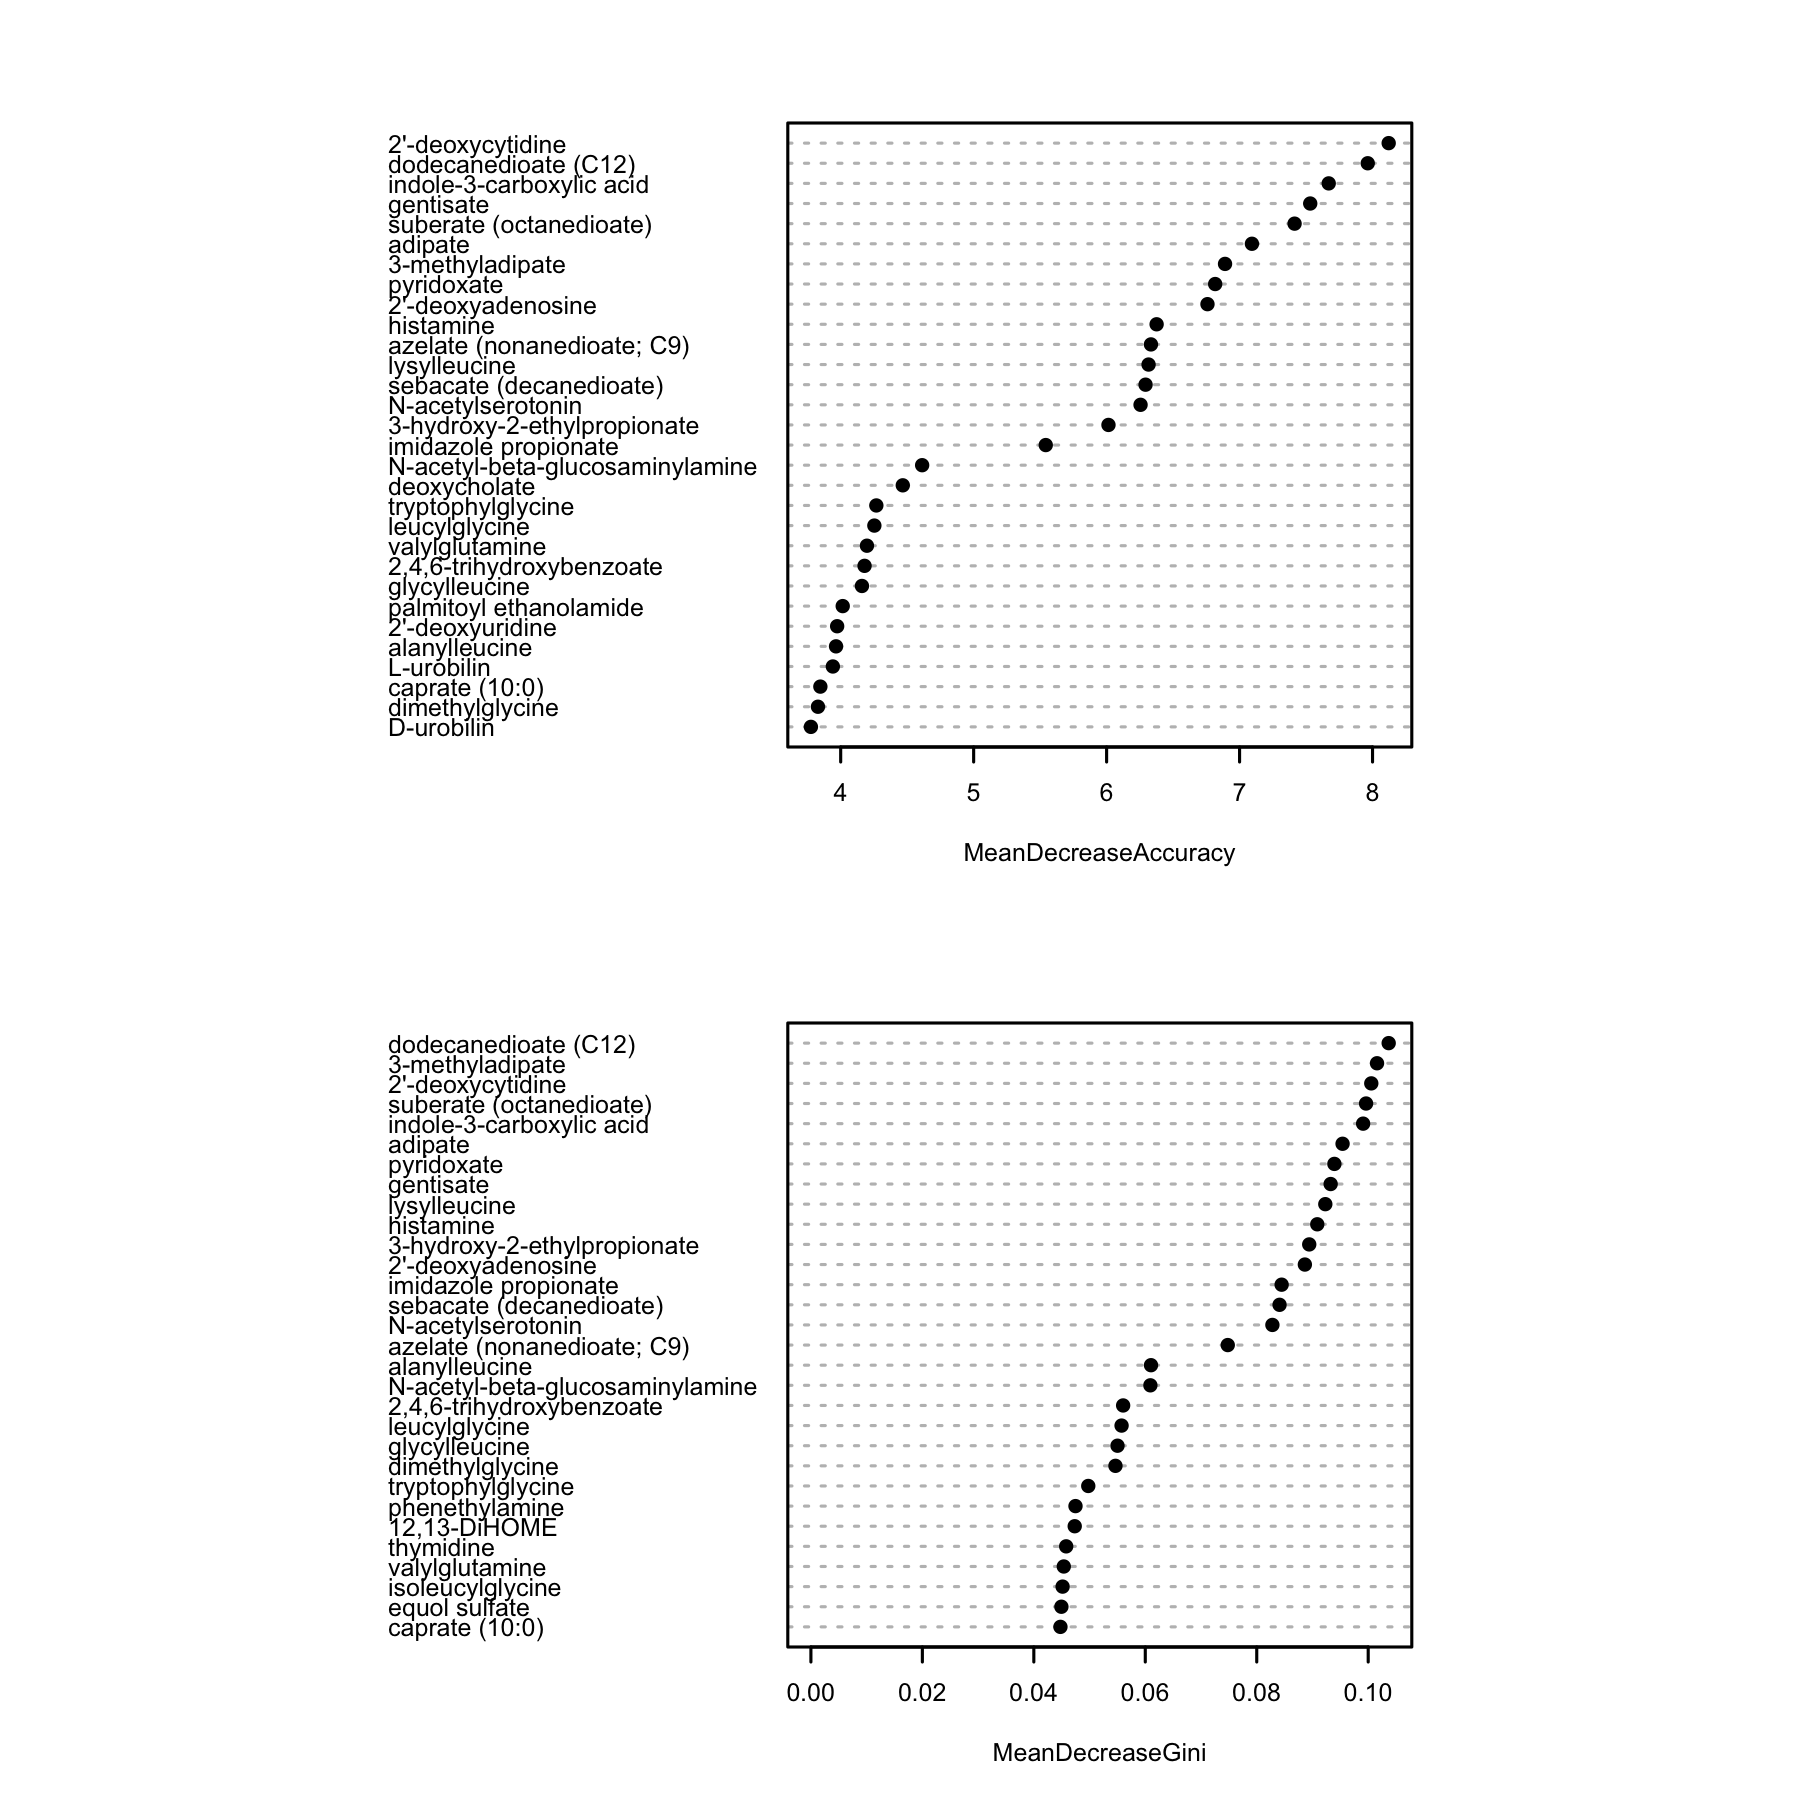 2'-deoxycytidine
dodecanedioate (C12)
indole-3-carboxylic acid
gentisate
suberate (octanedioate)
adipate
3-methyladipate
pyridoxate
2'-deoxyadenosine
histamine
azelate (nonanedioate; C9)
lysylleucine
sebacate (decanedioate)
N-acetylserotonin
3-hydroxy-2-ethylpropionate
imidazole propionate
N-acetyl-beta-glucosaminylamine
deoxycholate
tryptophylglycine
leucylglycine
valylglutamine
2,4,6-trihydroxybenzoate
glycylleucine
palmitoyl ethanolamide
2'-deoxyuridine
alanylleucine
L-urobilin
caprate (10:0)
dimethylglycine
D-urobilin
4 5 6 7 8
MeanDecreaseAccuracy
dodecanedioate (C12)
3-methyladipate
2'-deoxycytidine
suberate (octanedioate)
indole-3-carboxylic acid
adipate
pyridoxate
gentisate
lysylleucine
histamine
3-hydroxy-2-ethylpropionate
2'-deoxyadenosine
imidazole propionate
sebacate (decanedioate)
N-acetylserotonin
azelate (nonanedioate; C9)
alanylleucine
N-acetyl-beta-glucosaminylamine
2,4,6-trihydroxybenzoate
leucylglycine
glycylleucine
dimethylglycine
tryptophylglycine
phenethylamine
12,13-DiHOME
thymidine
valylglutamine
isoleucylglycine
equol sulfate
caprate (10:0)
0.00 0.02 0.04 0.06 0.08 0.10
MeanDecreaseGini